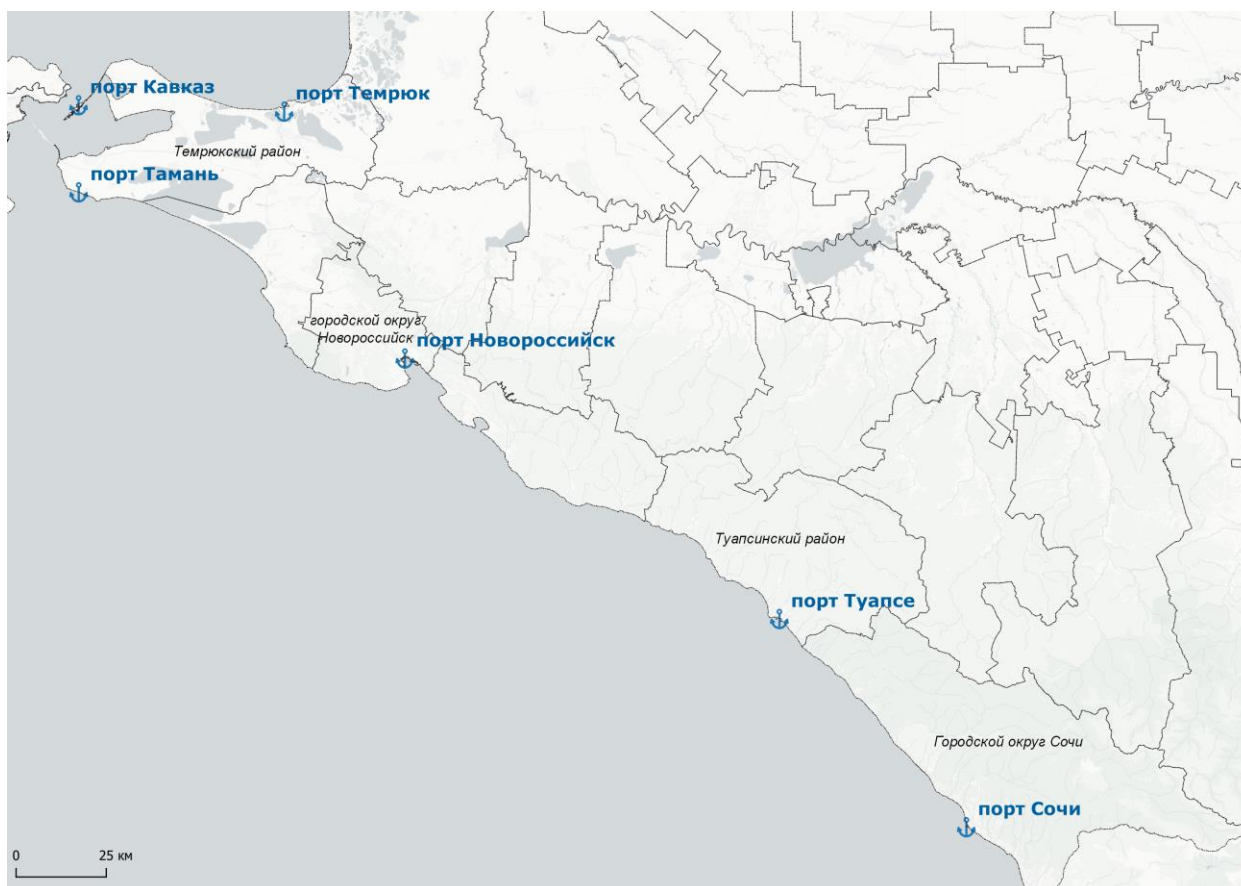 порт Кавказ
порт Темрюк
Темрюкский район
порт Тамань
городской округ
Новороссийск
порт Новороссийск
Туапсинский район
порт Туапсе
Городской округ Сочи
порт Сочи
0 25 км